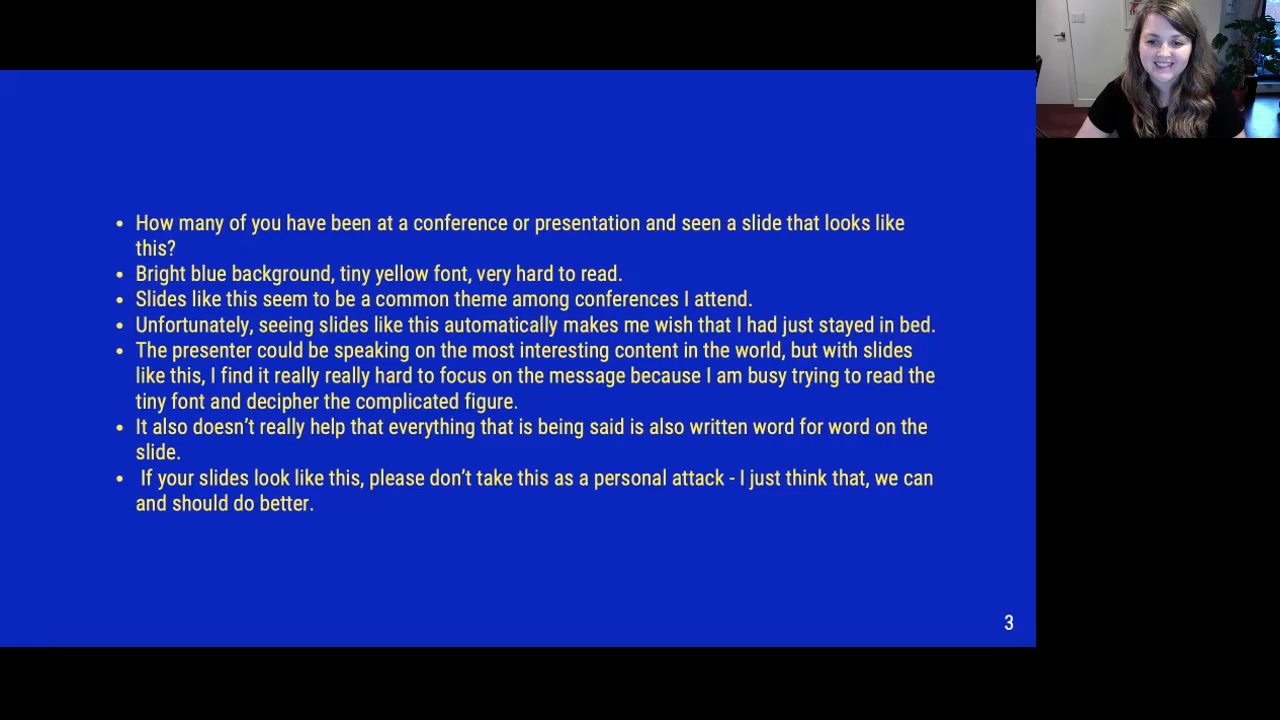 • How many of you have been at a conference or presentation and seen a slide that looks like
this?
• Bright blue background, tiny yellow font, very hard to read.
• Slides like this seem to be a common theme among conferences I attend.
• Unfortunately, seeing slides like this automatically makes me wish that I had just stayed in bed.
• The presenter could be speaking on the most interesting content in the world, but with slides
like this, I find it really really hard to focus on the message because I am busy trying to read the
tiny font and decipher the complicated figure.
• It also doesn’t really help that everything that is being said is also written word for word on the
slide.
• If your slides look like this, please don’t take this as a personal attack - I just think that, we can
and should do better.
3